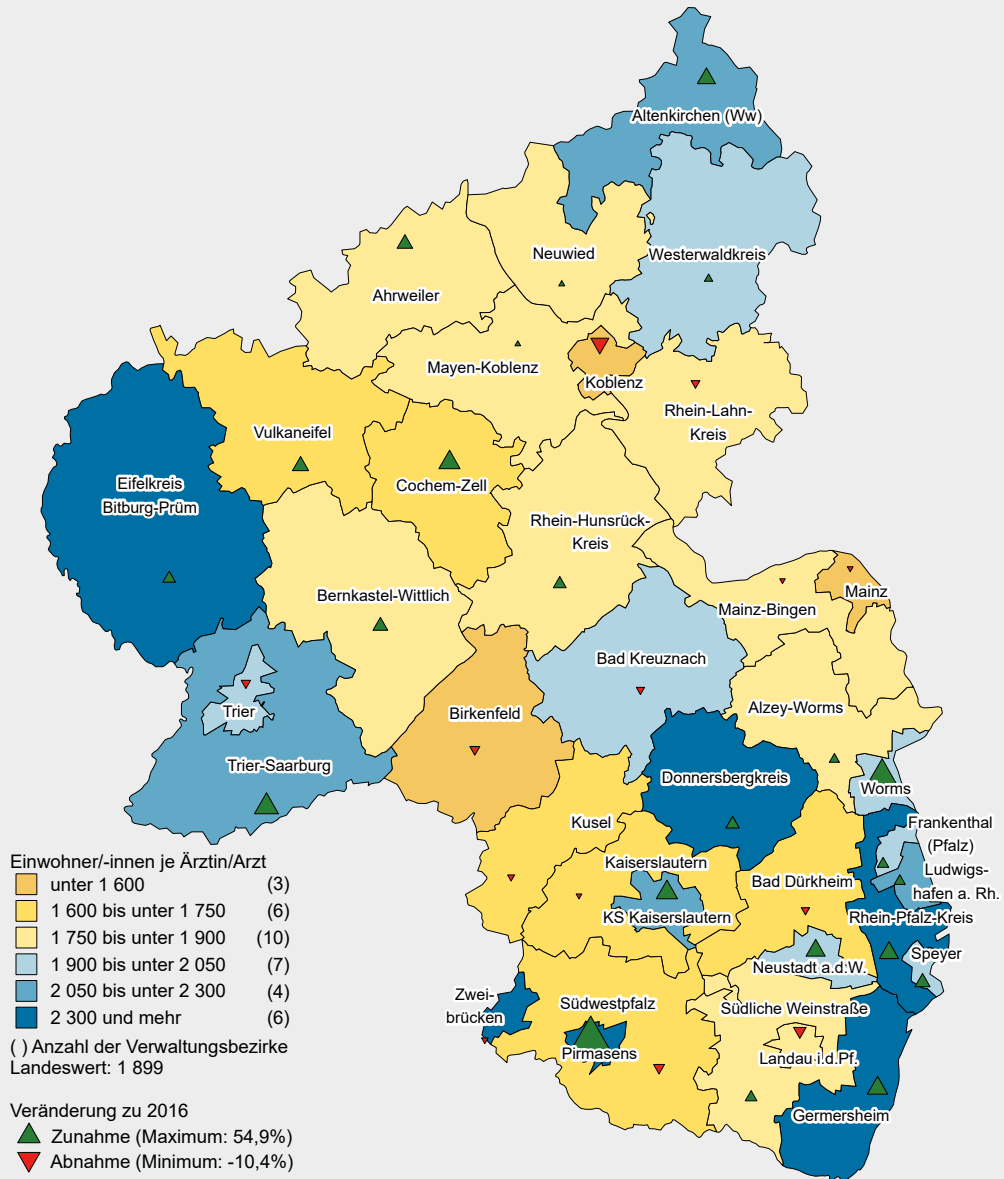 Altenkirchen (Ww)
Neuwied
Westerwaldkreis
Ahrweiler
Mayen-Koblenz
Koblenz
Rhein-Lahn-
Kreis
Vulkaneifel
Cochem-Zell
Eifelkreis
Bitburg-Prüm
Rhein-Hunsrück-
Kreis
Bernkastel-Wittlich
Mainz
Mainz-Bingen
Bad Kreuznach
Trier
Birkenfeld
Alzey-Worms
Trier-Saarburg
Donnersbergkreis
Worms
Kusel
Frankenthal
(Pfalz)
Kaiserslautern
Ludwigs-
hafen a. Rh.
Bad Dürkheim
KS Kaiserslautern
Rhein-Pfalz-Kreis
Speyer
Neustadt a.d.W.
Zwei-
brücken
Südwestpfalz
Südliche Weinstraße
Pirmasens
Landau i.d.Pf.
Germersheim
Einwohner/-innen je Ärztin/Arzt
unter 1 600 (3)
1 600 bis unter 1 750 (6)
1 750 bis unter 1 900 (10)
1 900 bis unter 2 050 (7)
2 050 bis unter 2 300 (4)
2 300 und mehr (6)
( ) Anzahl der Verwaltungsbezirke
Landeswert: 1 899
Veränderung zu 2016
Zunahme (Maximum: 54,9%)
Abnahme (Minimum: -10,4%)